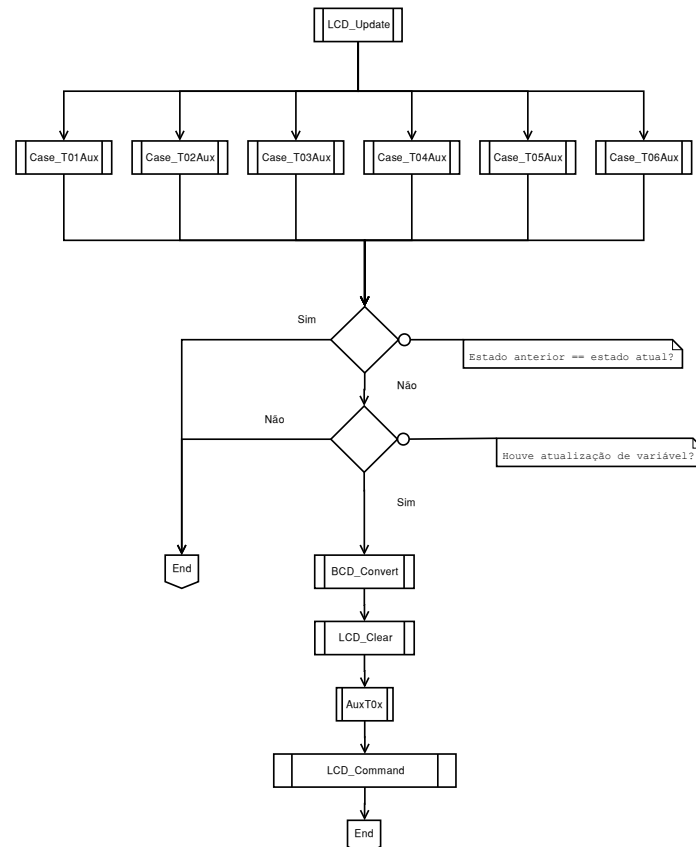 LCD_Update
Case_T01Aux
Case_T02Aux
Case_T03Aux
Case_T04Aux
Case_T05Aux
Case_T06Aux
Sim
Estado anterior == estado atual?
Não
Não
Houve atualização de variável?
Sim
End
BCD_Convert
LCD_Clear
AuxT0x
LCD_Command
End